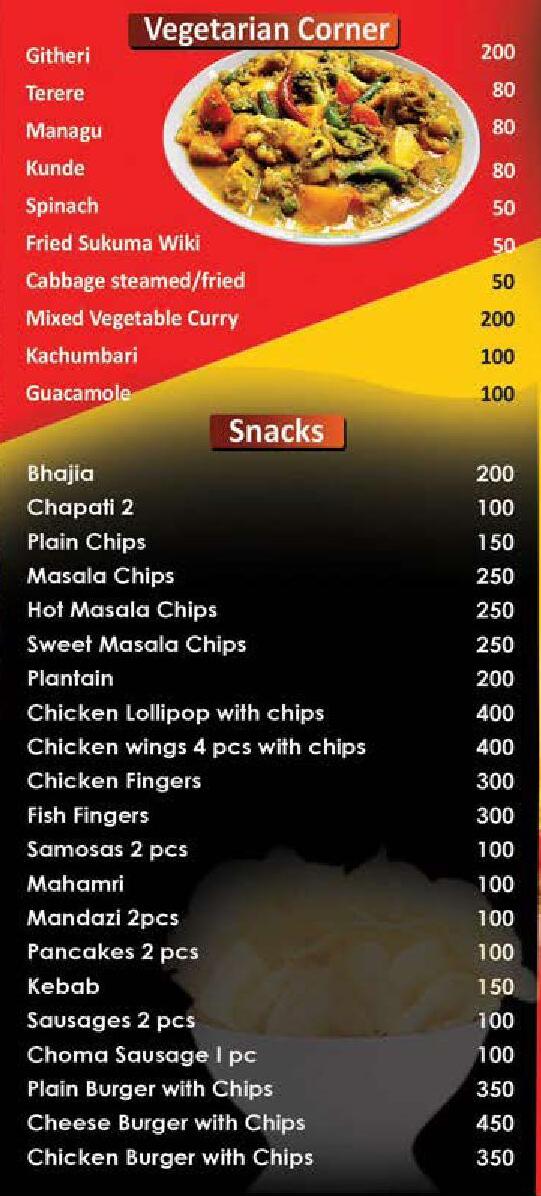 Vegetarian Corner
Githeri 200
Terere 80
Managu 80
Kunde 80
Spinach 50
Fried Sukuma Wiki 50
Cabbage steamed/fried 50
Mixed Vegetable Curry 200
Kachumbari 100
Guacamole 100
Snacks
Bhajia 200
Chapati 2 100
Plain Chips 150
Masala Chips 250
Hot Masala Chips 250
Sweet Masala Chips 250
Plantain 200
Chicken Lollipop with chips 400
Chicken wings 4 pcs with chips 400
Chicken Fingers 300
Fish Fingers 300
Samosas 2 pcs 100
Mahamri 100
Mandazi 2pcs 100
Pancakes 2 pcs 100
Kebab 150
Sausages 2 pcs 100
Choma Sausage I pc 100
Plain Burger with Chips 350
Cheese Burger with Chips 450
Chicken Burger with Chips 350